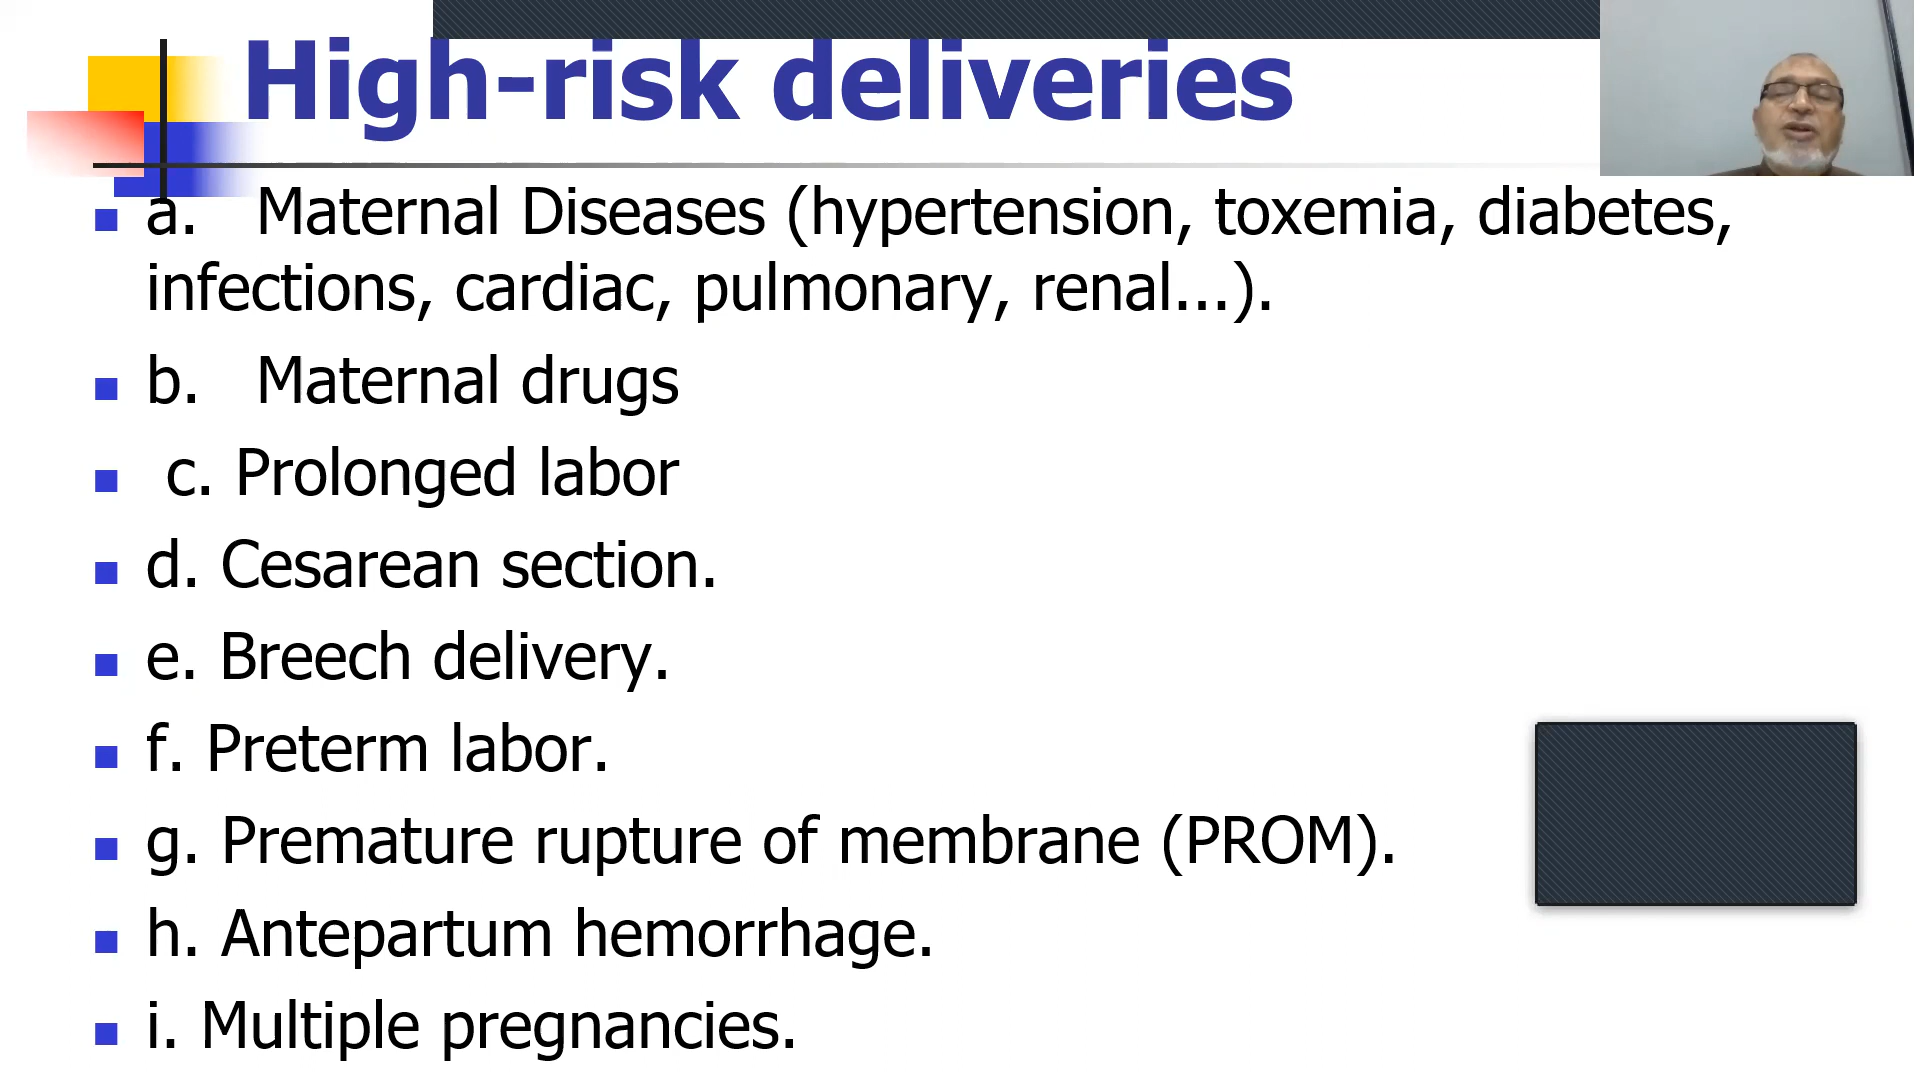 High-risk deliveries
a. Maternal Diseases (hypertension, toxemia, diabetes,
infections, cardiac, pulmonary, renal...).
b. Maternal drugs
c. Prolonged labor
d. Cesarean section.
e. Breech delivery.
f. Preterm labor.
g. Premature rupture of membrane (PROM).
h. Antepartum hemorrhage.
i. Multiple pregnancies.